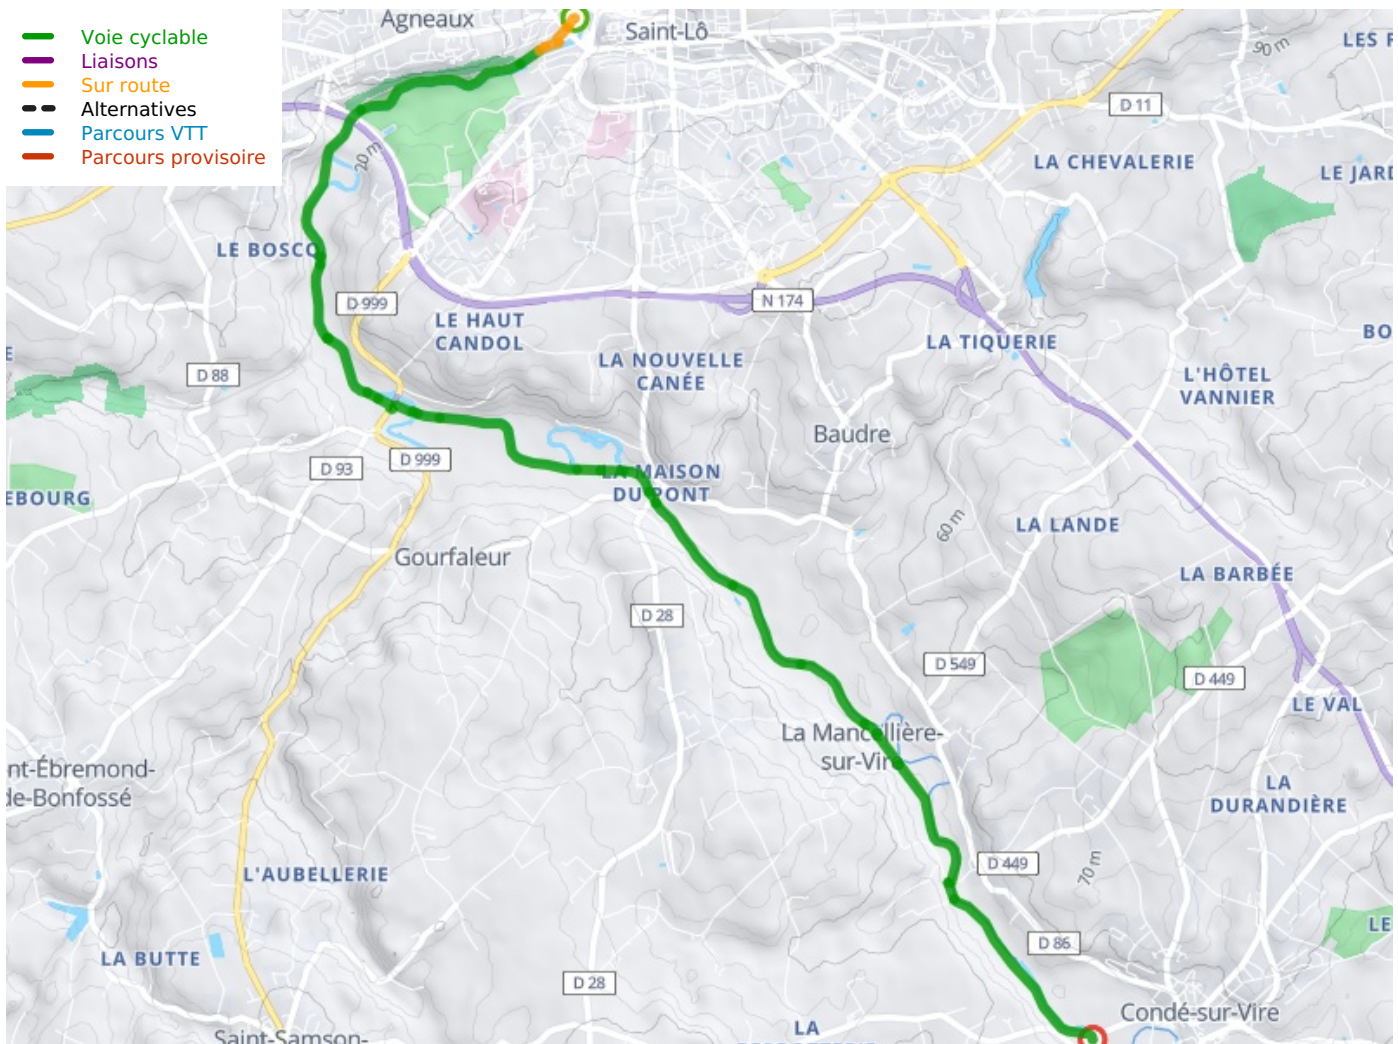 Voie cyclable
Liaisons
Sur route
Alternatives
Parcours VTT
Parcours provisoire
Agneaux
Saint-Lô
90 m
LES F
D 11
LA CHEVALERIE
LE JARD
20 m
LE BOSCQ
D 999
N 174
LE HAUT
CANDOL
LA NOUVELLE
CANÉE
LA TIQUERIE
BO
E
D 88
L'HÔTEL
VANNIER
Baudre
D 93
D 999
LA MAISON
DU PONT
EBOURG
60 m
LA LANDE
Gourfaleur
LA BARBÉE
D 28
D 549
D 449
LE VAL
La Mancellière-
sur-Vire
nt-Ébremond-
de-Bonfossé
LA
DURANDIÈRE
L'AUBELLERIE
D 449
70 m
LE
D 86
LA BUTTE
D 28
Condé-sur-Vire
Saint-Samson-
LA